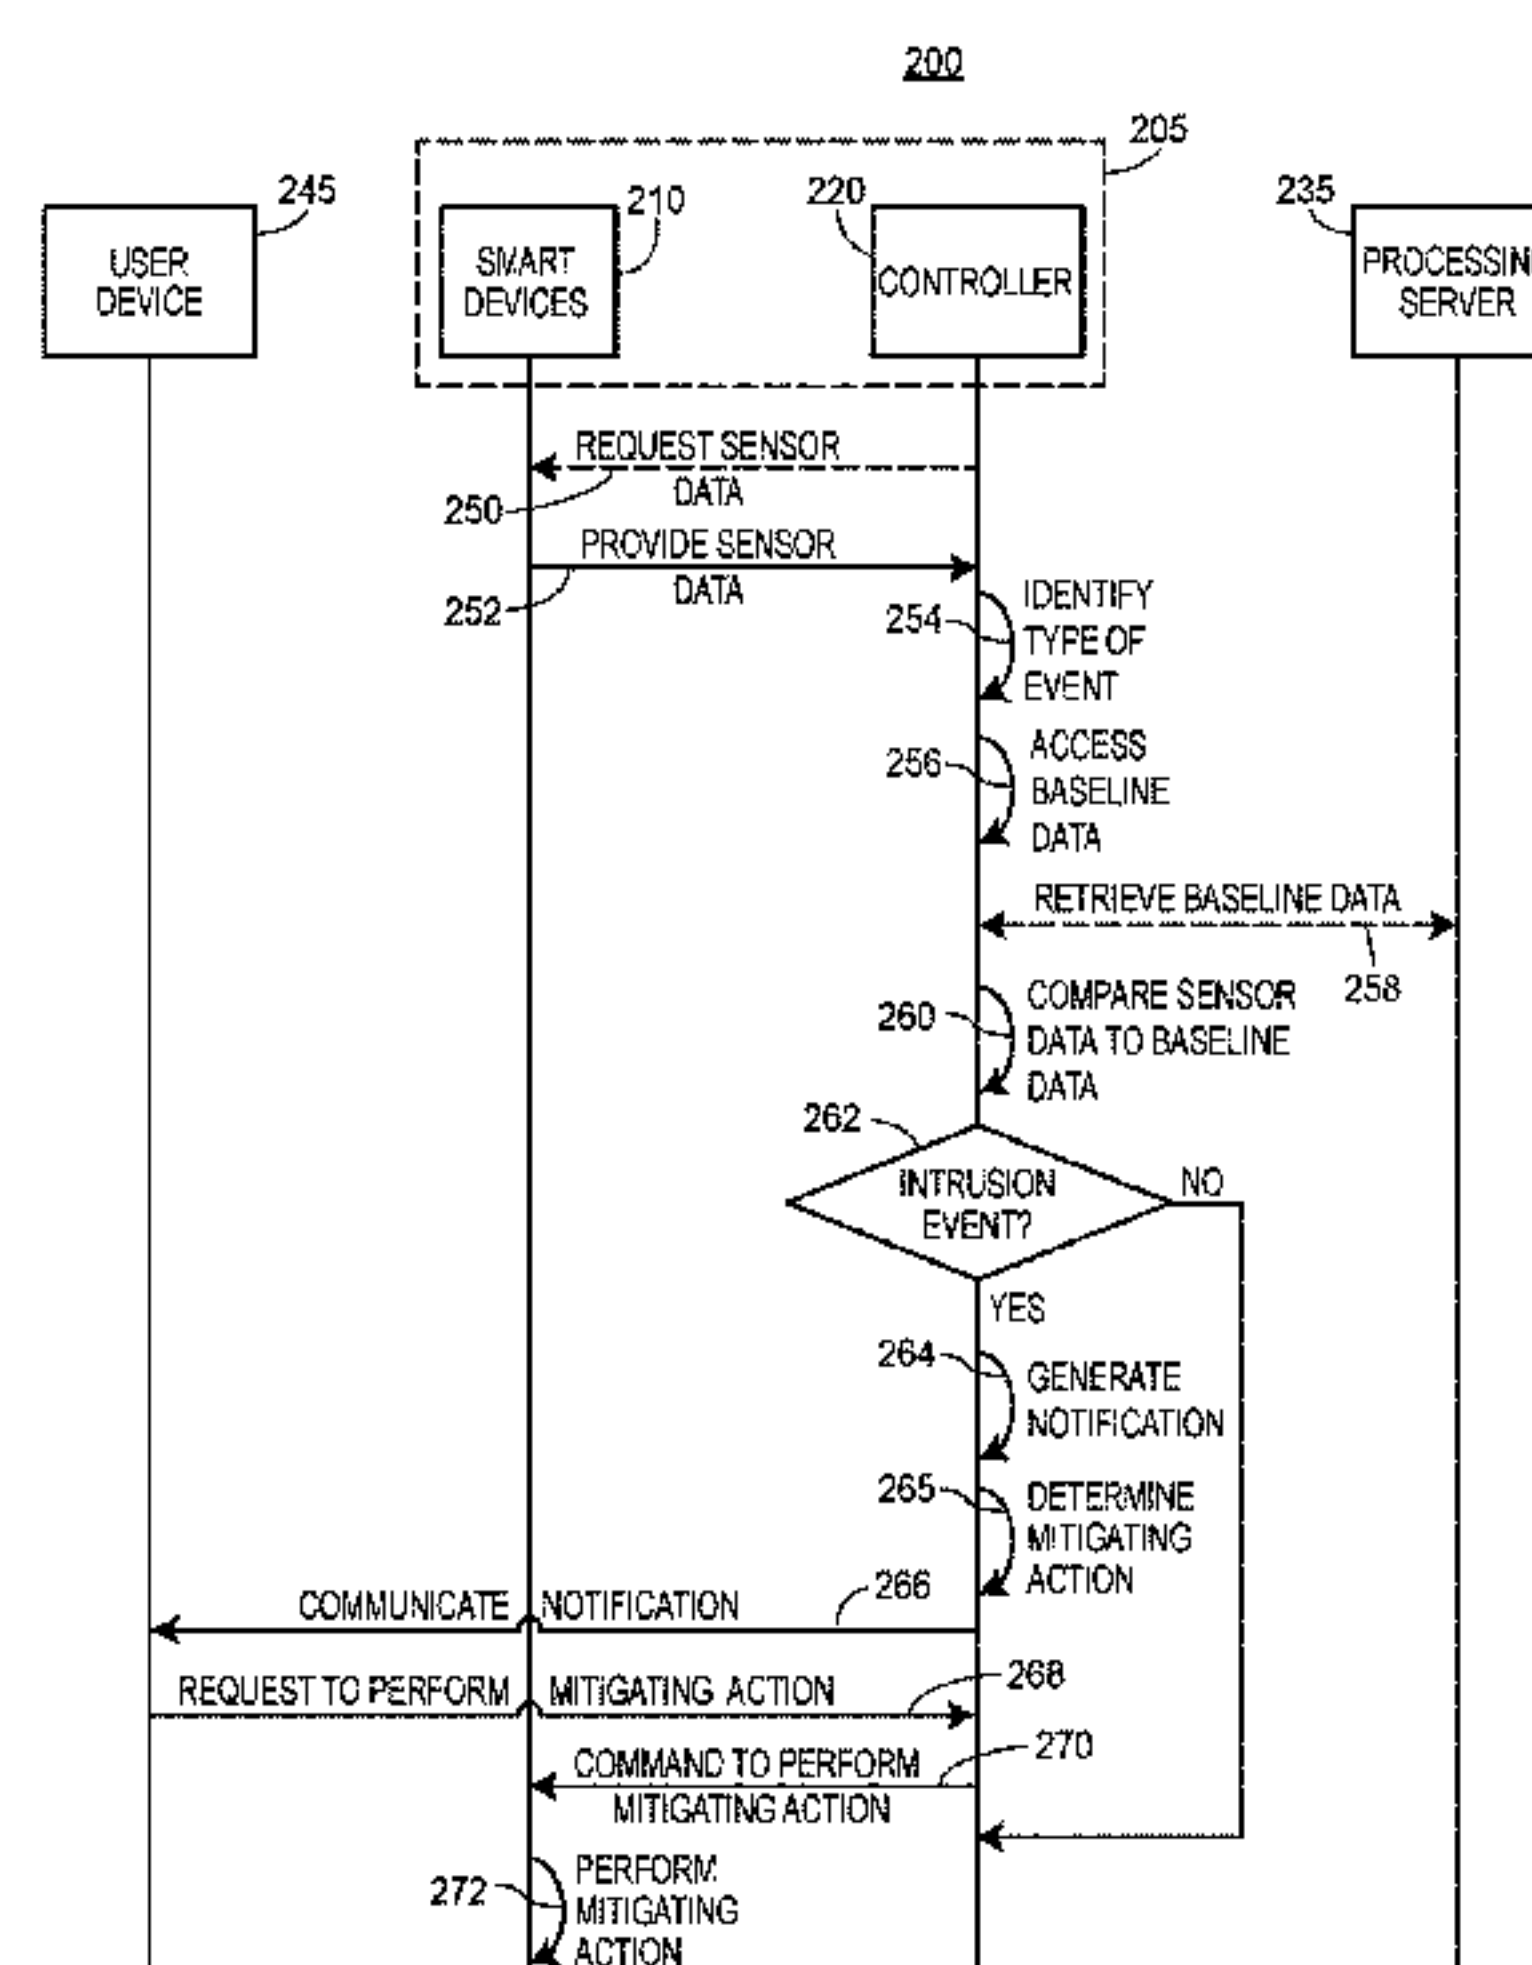 200
205
245
210
220
235
USER
DEVICE
SMART
DEVICES
CONTROLLER
PROCESSIN
SERVER
REQUEST SENSOR
DATA
250
PROVIDE SENSOR
DATA
252
254
IDENTIFY
TYPE OF
EVENT
256
ACCESS
BASELINE
DATA
RETRIEVE BASELINE DATA
258
260
COMPARE SENSOR
DATA TO BASELINE
DATA
262
INTRUSION
EVENT?
NO
YES
264
GENERATE
NOTIFICATION
265
DETERMINE
MITIGATING
ACTION
266
COMMUNICATE NOTIFICATION
REQUEST TO PERFORM MITIGATING ACTION
268
270
COMMAND TO PERFORM
MITIGATING ACTION
272
PERFORM
MITIGATING
ACTION